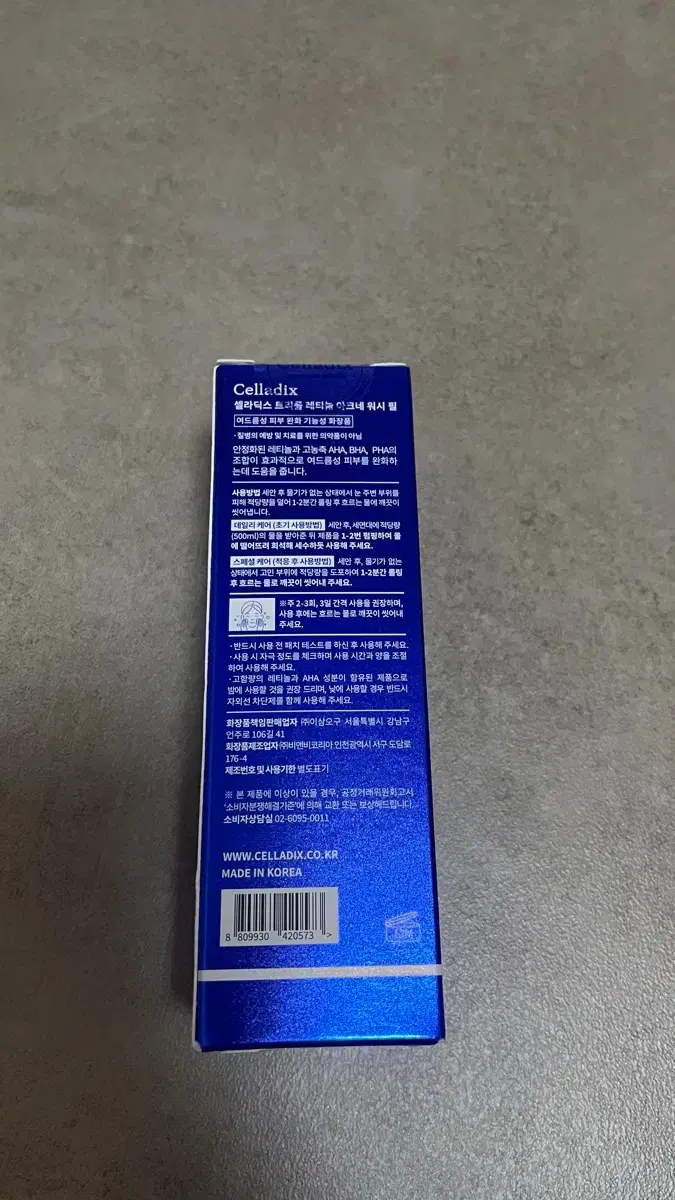 Celladix
Celladix
셀라딕스 트리플 레티놀 아크네 워시 필
여드름성 피부 완화 기능성 화장품
·질병의 예방 및 치료를 위한 의약품이 아님
안정화된 레티놀과 고농축 AHA, BHA, PHA의
조합이 효과적으로 여드름성 피부를 완화하
는데 도움을 줍니다.
사용방법 세안 후 물기가 없는 상태에서 눈 주변 부위를
피해 적당량을 덜어 1-2분간 롤링 후 흐르는 물에 깨끗이
씻어냅니다.
데일리 케어 (초기 사용방법) 세안 후, 세면대에 적당량
(500ml)의 물을 받아준 뒤 제품을 1-2번 펌핑하여 물
에 떨어뜨려 희석해 세수하듯 사용해 주세요.
스페셜 케어 (적응 후 사용방법) 세안 후, 물기가 없는
상태에서 고민 부위에 적당량을 도포하여 1-2분간 롤링
후 흐르는 물로 깨끗이 씻어내 주세요.
※주 2-3회, 3일 간격 사용을 권장하며,
사용 후에는 흐르는 물로 깨끗이 씻어내
주세요.
·반드시 사용 전 패치 테스트를 하신 후 사용해 주세요.
·사용 시 자극 정도를 체크하며 사용 시간과 양을 조절
하여 사용해 주세요.
·고함량의 레티놀과 AHA 성분이 함유된 제품으로
밤에 사용할 것을 권장 드리며, 낮에 사용할 경우 반드시
자외선 차단제를 함께 사용해 주세요.
화장품책임판매업자 ㈜이삼오구 서울특별시 강남구
언주로 106길 41
화장품제조업자 ㈜비앤비코리아 인천광역시 서구 도담로
176-4
제조번호 및 사용기한 별도표기
※ 본 제품에 이상이 있을 경우, 공정거래위원회고시
'소비자분쟁해결기준'에 의해 교환 또는 보상해드립니다.
소비자상담실 02-6095-0011
WWW.CELLADIX.CO.KR
MADE IN KOREA
8 809930 420573 >
12M